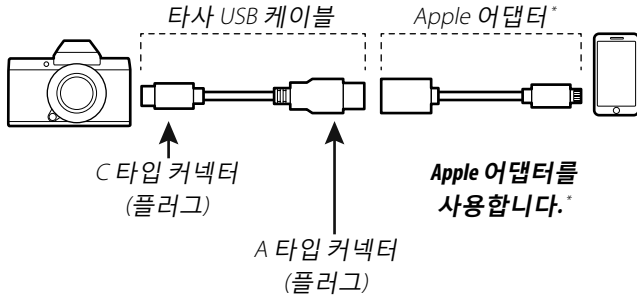 타사 USB 케이블
Apple 어댑터*
C 타입 커넥터
(플러그)
Apple 어댑터를
사용합니다.*
A 타입 커넥터
(플러그)